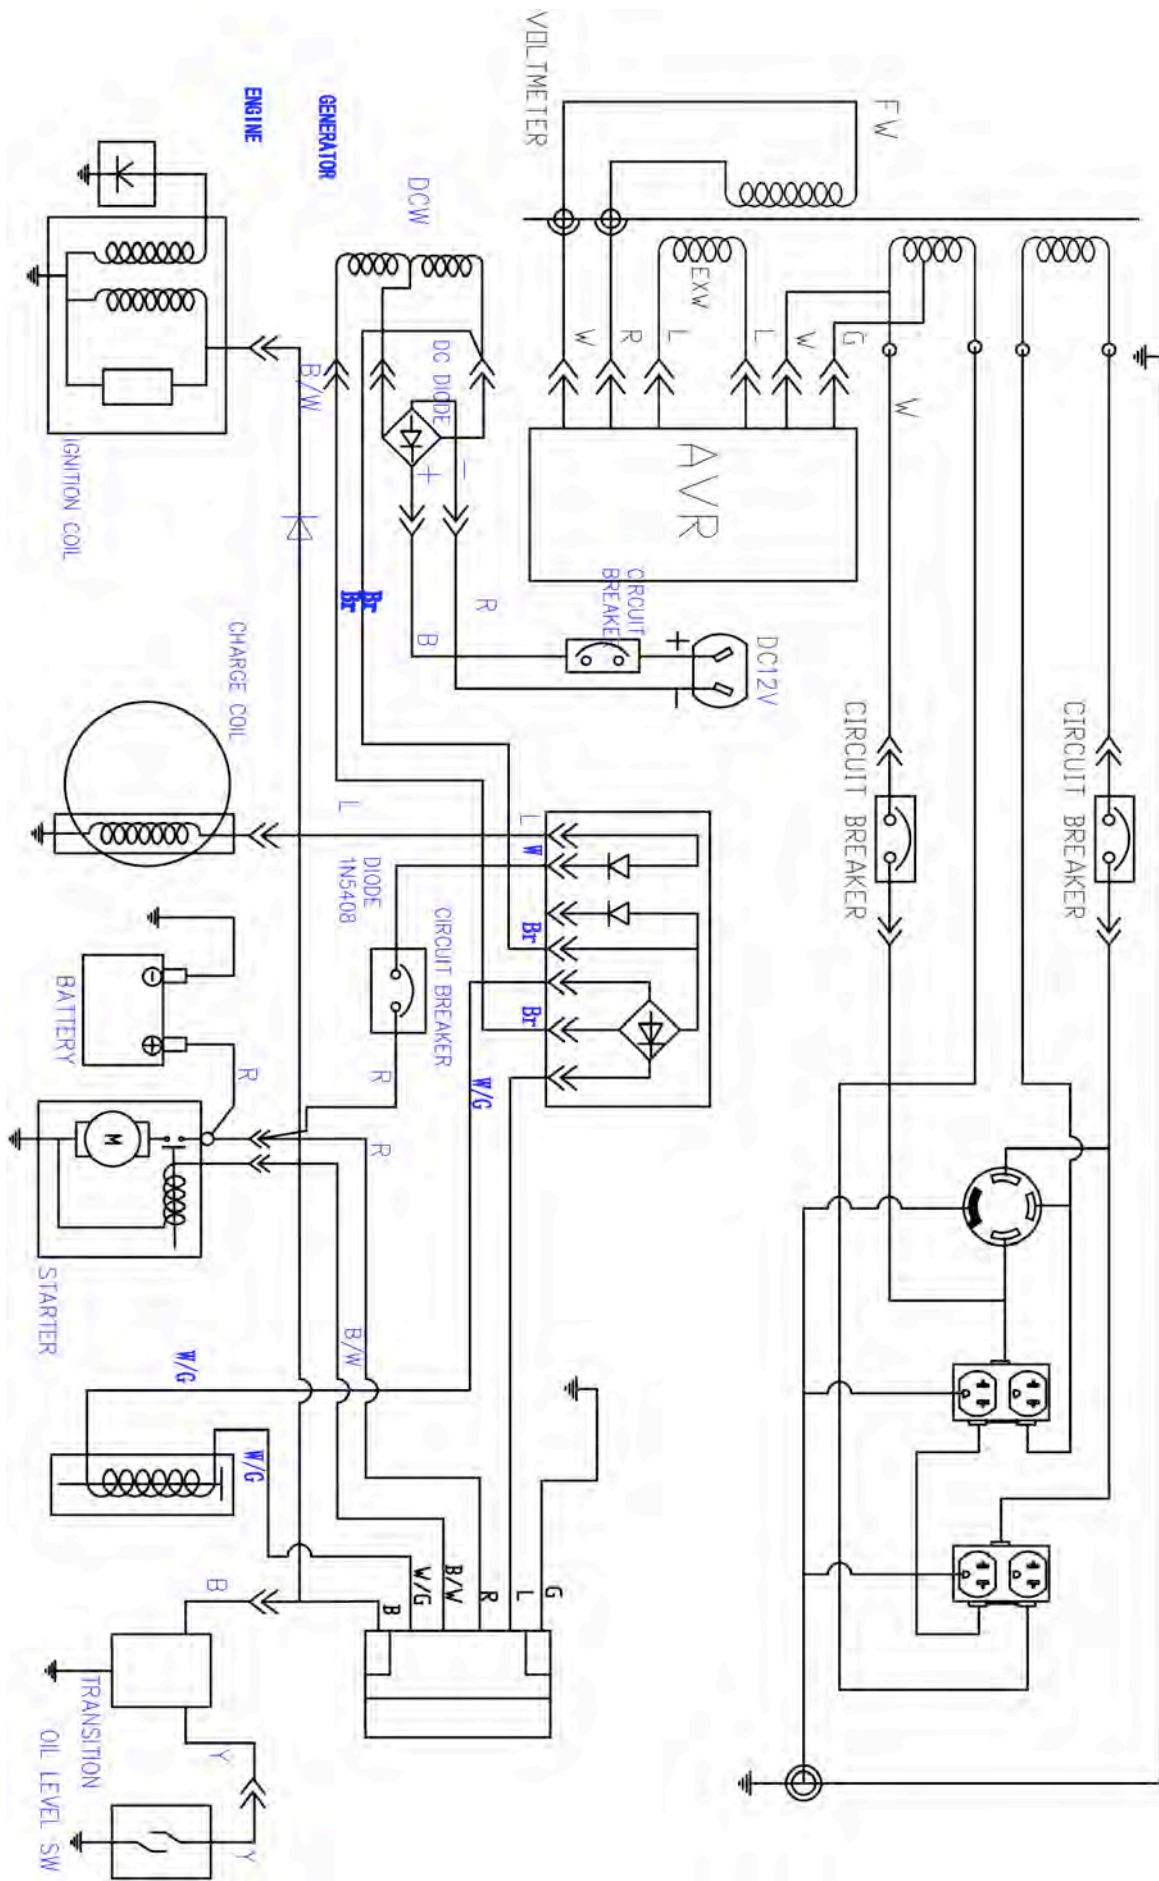 VOLTMETER
FW
ENGINE
GENERATOR
DCW
EXW
W
R
L
L
W
G
W
B/W
DC DIODE
+
−
AVR
IGNITION COIL
CIRCUIT
BREAKER
Br
Br
R
B
+
−
DC12V
CHARGE COIL
CIRCUIT BREAKER
CIRCUIT BREAKER
L
L
W
DIODE
1N5408
Br
CIRCUIT BREAKER
BATTERY
Br
R
R
W/G
M
R
STARTER
B/W
W/G
W/G
B
B
W/G
B/W
R
L
G
TRANSITION
Y
OIL LEVEL SW
Y